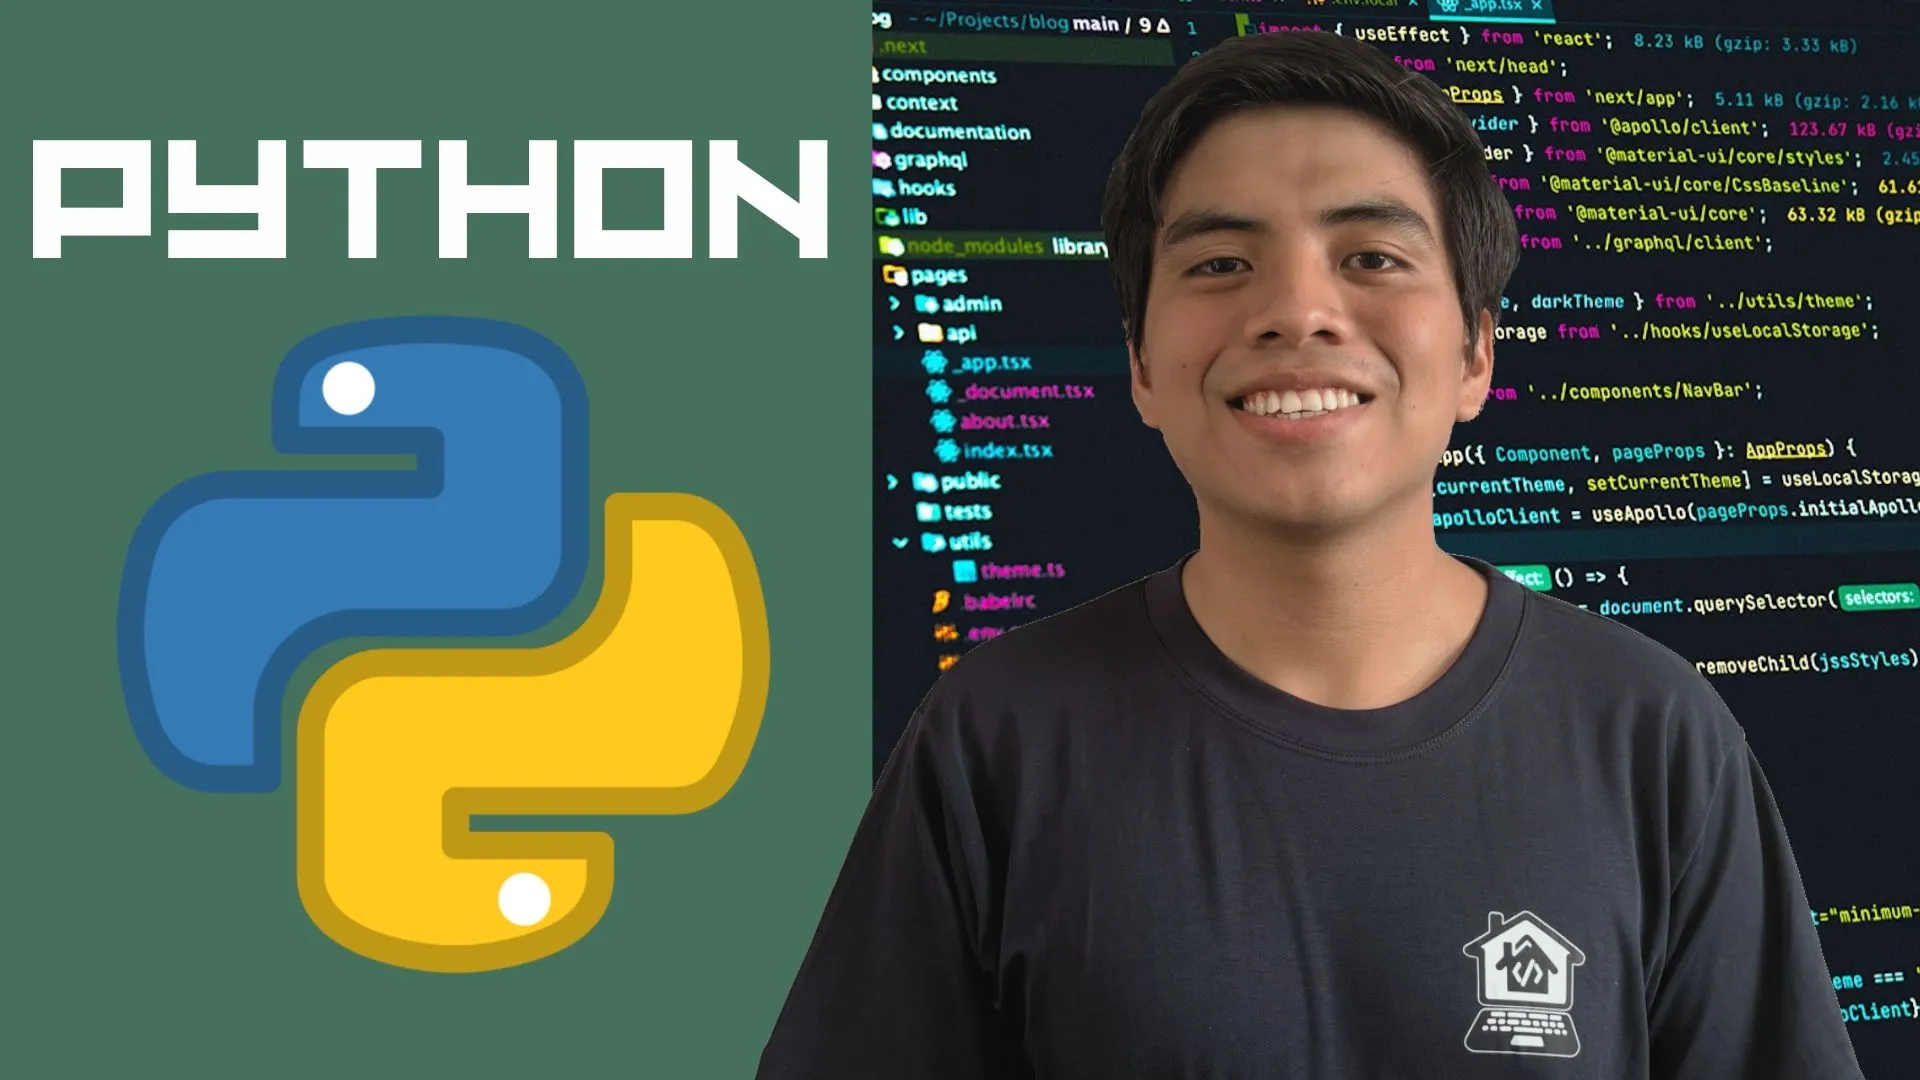 PYTHON
- ~/Projects/blog main / 9 Δ
.next
components
context
documentation
graphql
hooks
lib
node_modules library
pages
admin
api
_app.tsx
_document.tsx
about.tsx
index.tsx
public
tests
utils
theme.ts
.babelrc
_app.tsx ×
1 import { useEffect } from 'react'; 8.23 kB (gzip: 3.33 kB)
from 'next/head';
Props } from 'next/app'; 5.11 kB (gzip: 2.16 k
} from '@apollo/client'; 123.67 kB (gzi
} from '@material-ui/core/styles'; 2.45
from '@material-ui/core/CssBaseline'; 61.6
from '@material-ui/core'; 63.32 kB (gzip
from '../graphql/client';
, darkTheme } from '../utils/theme';
orage from '../hooks/useLocalStorage';
om '../components/NavBar';
pp({ Component, pageProps }: AppProps) {
currentTheme, setCurrentTheme] = useLocalStorag
apolloClient = useApollo(pageProps.initialApoll
fect: () => {
= document.querySelector( selectors:
removeChild(jssStyles)
t="minimum-
eme === '
oClient}